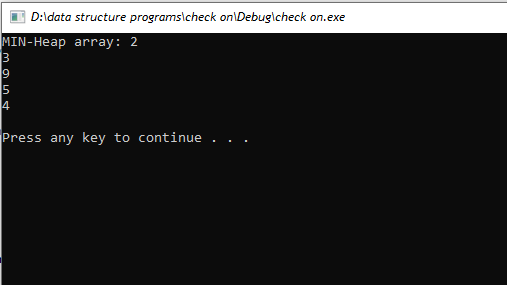 D:\data structure programs\check on\Debug\check on.exe
MIN-Heap array: 2
3
9
5
4
Press any key to continue . . .